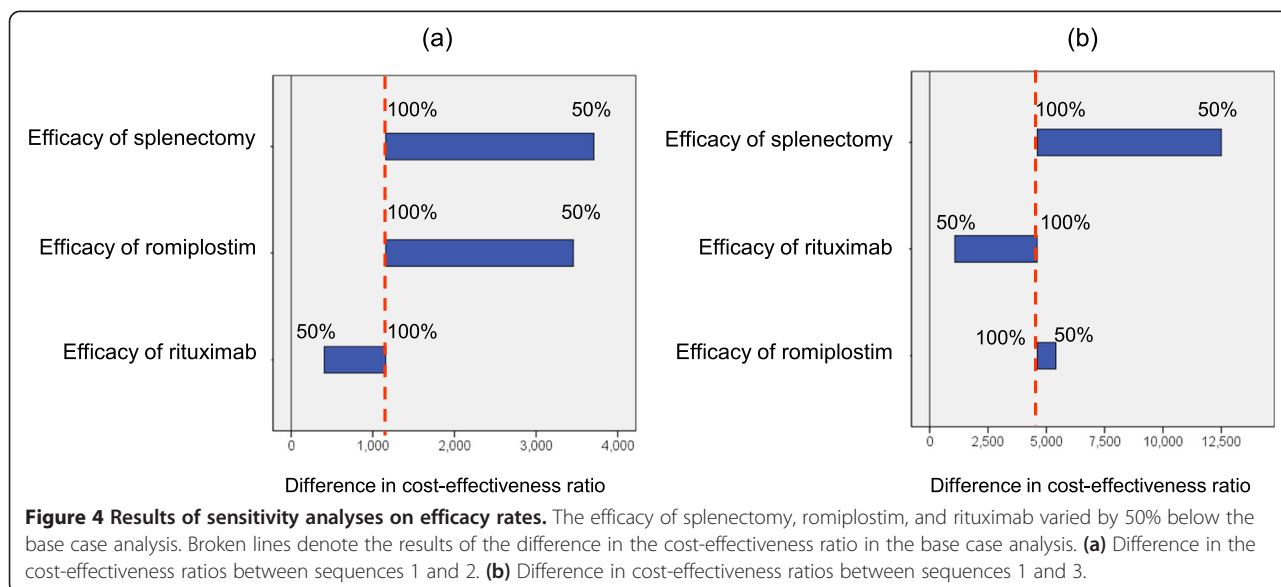 (a)
100% 50%
Efficacy of splenectomy
100% 50%
Efficacy of romiplostim
50% 100%
Efficacy of rituximab
0 1,000 2,000 3,000 4,000
Difference in cost-effectiveness ratio
(b)
100% 50%
Efficacy of splenectomy
50% 100%
Efficacy of rituximab
100% 50%
Efficacy of romiplostim
0 2,500 5,000 7,500 10,000 12,500
Difference in cost-effectiveness ratio
Figure 4 Results of sensitivity analyses on efficacy rates. The efficacy of splenectomy, romiplostim, and rituximab varied by 50% below the
base case analysis. Broken lines denote the results of the difference in the cost-effectiveness ratio in the base case analysis. (a) Difference in the
cost-effectiveness ratios between sequences 1 and 2. (b) Difference in cost-effectiveness ratios between sequences 1 and 3.